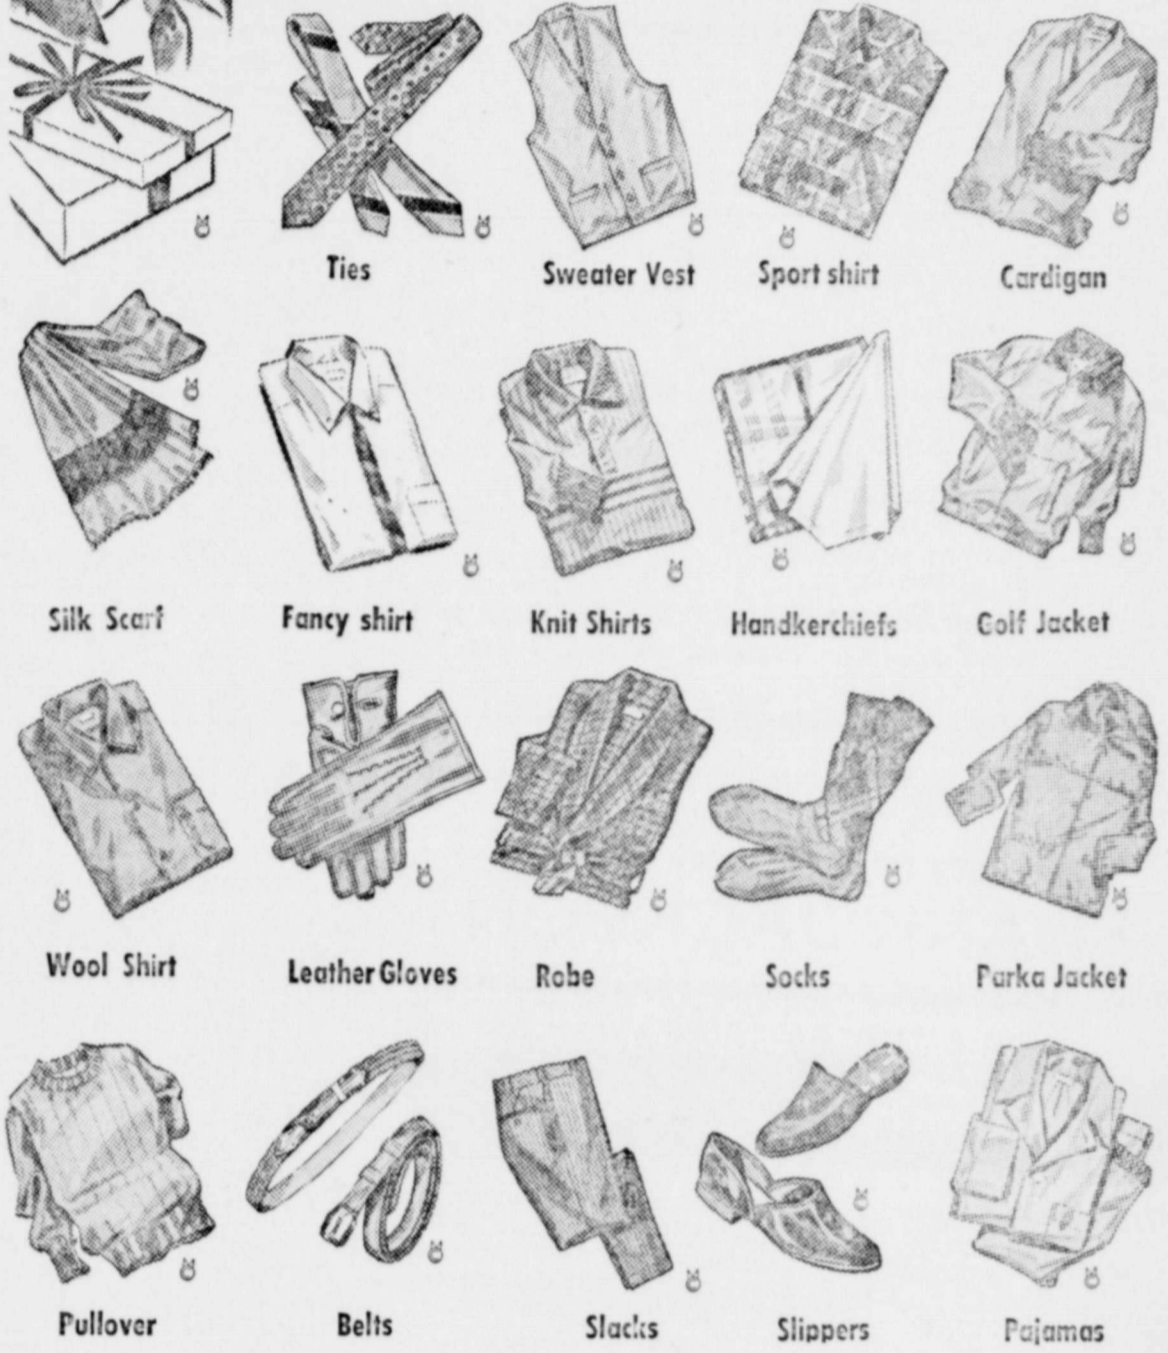 Ties
Sweater Vest
Sport shirt
Cardigan
Silk Scarf
Fancy shirt
Knit Shirts
Handkerchiefs
Golf Jacket
Wool Shirt
Leather Gloves
Robe
Socks
Parka Jacket
Pullover
Belts
Slacks
Slippers
Pajamas